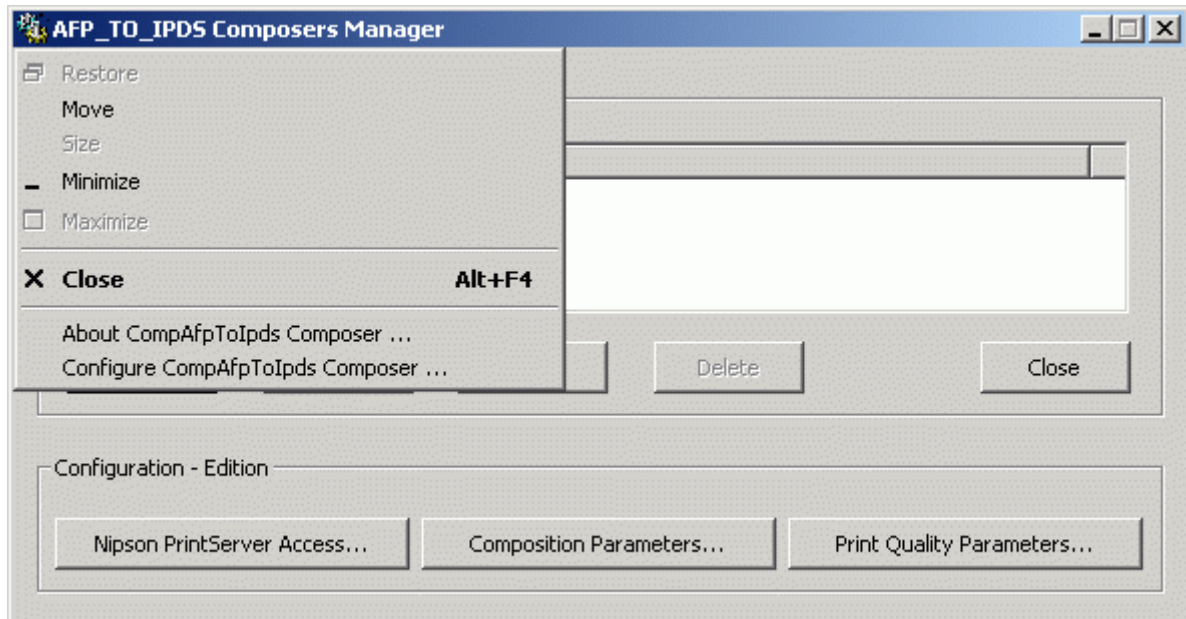 AFP_TO_IPDS Composers Manager
Restore
Move
Size
Minimize
Maximize
Close Alt+F4
About CompAfpToIpds Composer ...
Configure CompAfpToIpds Composer ...
Delete
Close
Configuration - Edition
Nipson PrintServer Access...
Composition Parameters...
Print Quality Parameters...